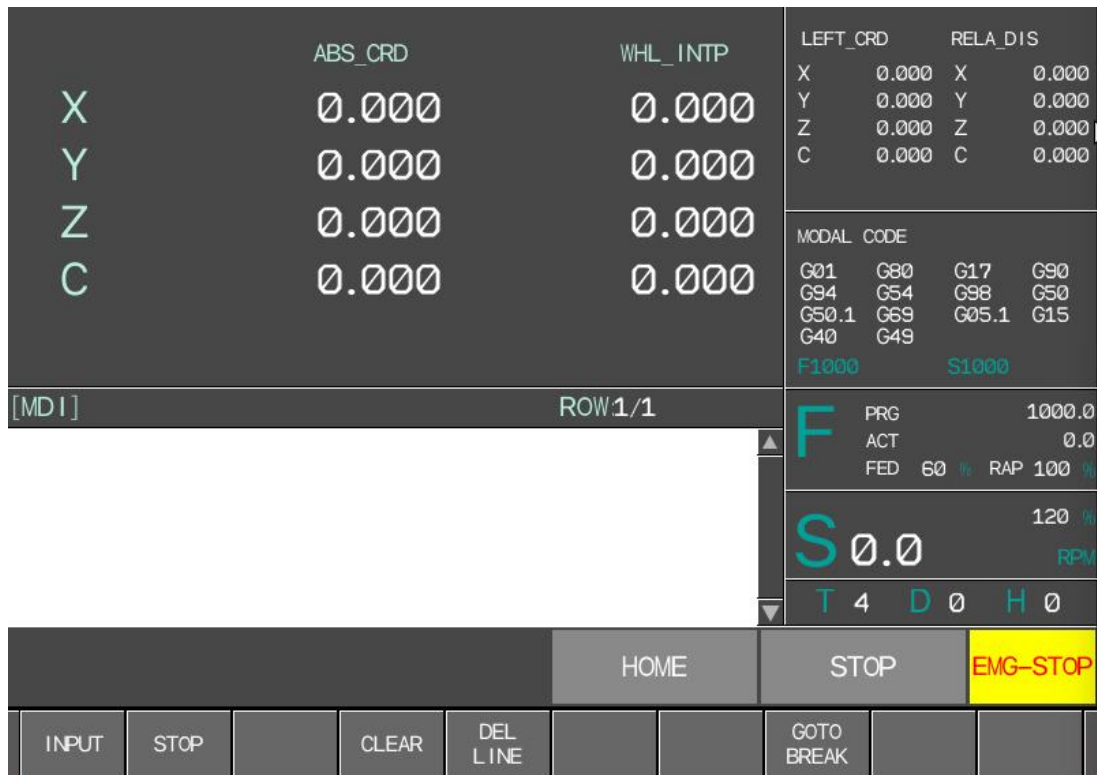 ABS_CRD WHL_INTP
X 0.000 0.000
Y 0.000 0.000
Z 0.000 0.000
C 0.000 0.000
LEFT_CRD RELA_DIS
X 0.000 X 0.000
Y 0.000 Y 0.000
Z 0.000 Z 0.000
C 0.000 C 0.000
MODAL CODE
G01 G80 G17 G90
G94 G54 G98 G50
G50.1 G69 G05.1 G15
G40 G49
F1000 S1000
[MDI] ROW:1/1
F PRG 1000.0
ACT 0.0
FED 60 % RAP 100 %
S 0.0 120 %
RPM
T 4 D 0 H 0
HOME STOP EMG-STOP
INPUT STOP CLEAR DEL LINE GOTO BREAK